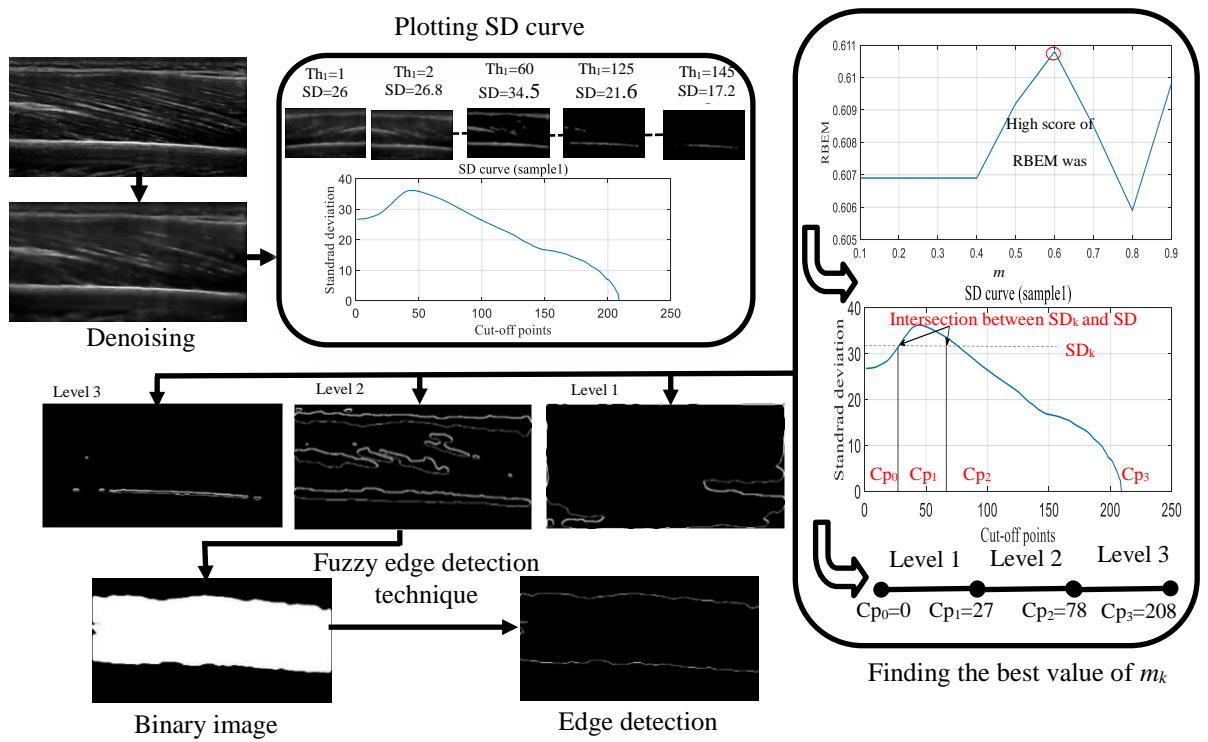 Plotting SD curve
Th1=1
SD=26
Th1=2
SD=26.8
Th1=60
SD=34.5
Th1=125
SD=21.6
Th1=145
SD=17.2
SD curve (sample1)
Standrad deviation
40
30
20
10
0
0 50 100 150 200 250
Cut-off points
Denoising
0.611
0.61
0.609
0.608
0.607
0.606
0.605
RBEM
High score of
RBEM was
0.1 0.2 0.3 0.4 0.5 0.6 0.7 0.8 0.9
m
SD curve (sample1)
Standrad deviation
40
30
20
10
0
Intersection between SDk and SD
SDk
Cp0 Cp1 Cp2 Cp3
0 50 100 150 200 250
Cut-off points
Level 1 Level 2 Level 3
Cp0=0 Cp1=27 Cp2=78 Cp3=208
Finding the best value of mk
Level 3
Level 2
Level 1
Fuzzy edge detection
technique
Binary image
Edge detection